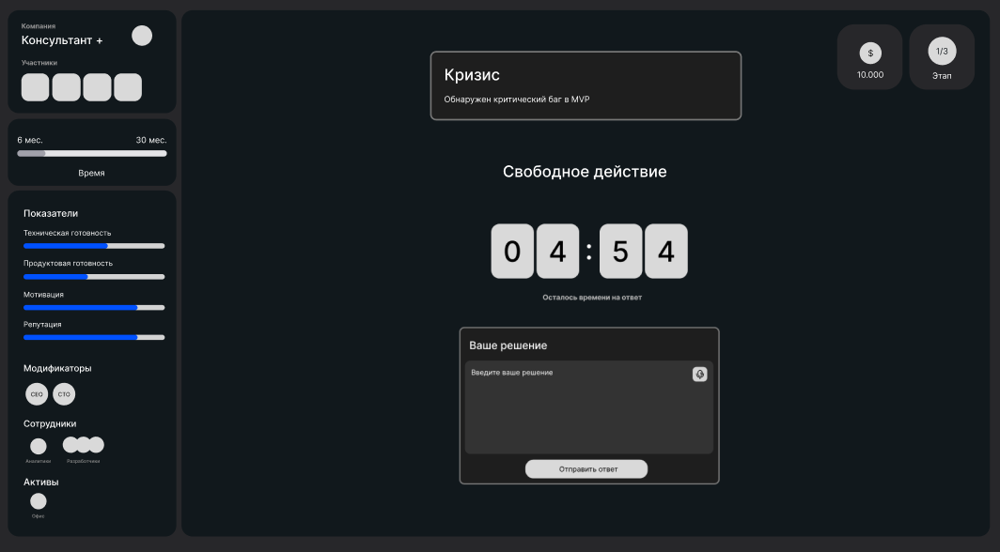 Компания
Консультант +
Участники
6 мес.
30 мес.
Время
Показатели
Техническая готовность
Продуктовая готовность
Мотивация
Репутация
Модификаторы
CEO
CTO
Сотрудники
Аналитики
Разработчики
Активы
Офис
Кризис
Обнаружен критический баг в MVP
$
10.000
1/3
Этап
Свободное действие
04:54
Осталось времени на ответ
Ваше решение
Введите ваше решение
Отправить ответ